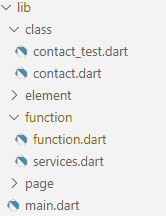 lib
class
contact_test.dart
contact.dart
element
function
function.dart
services.dart
page
main.dart